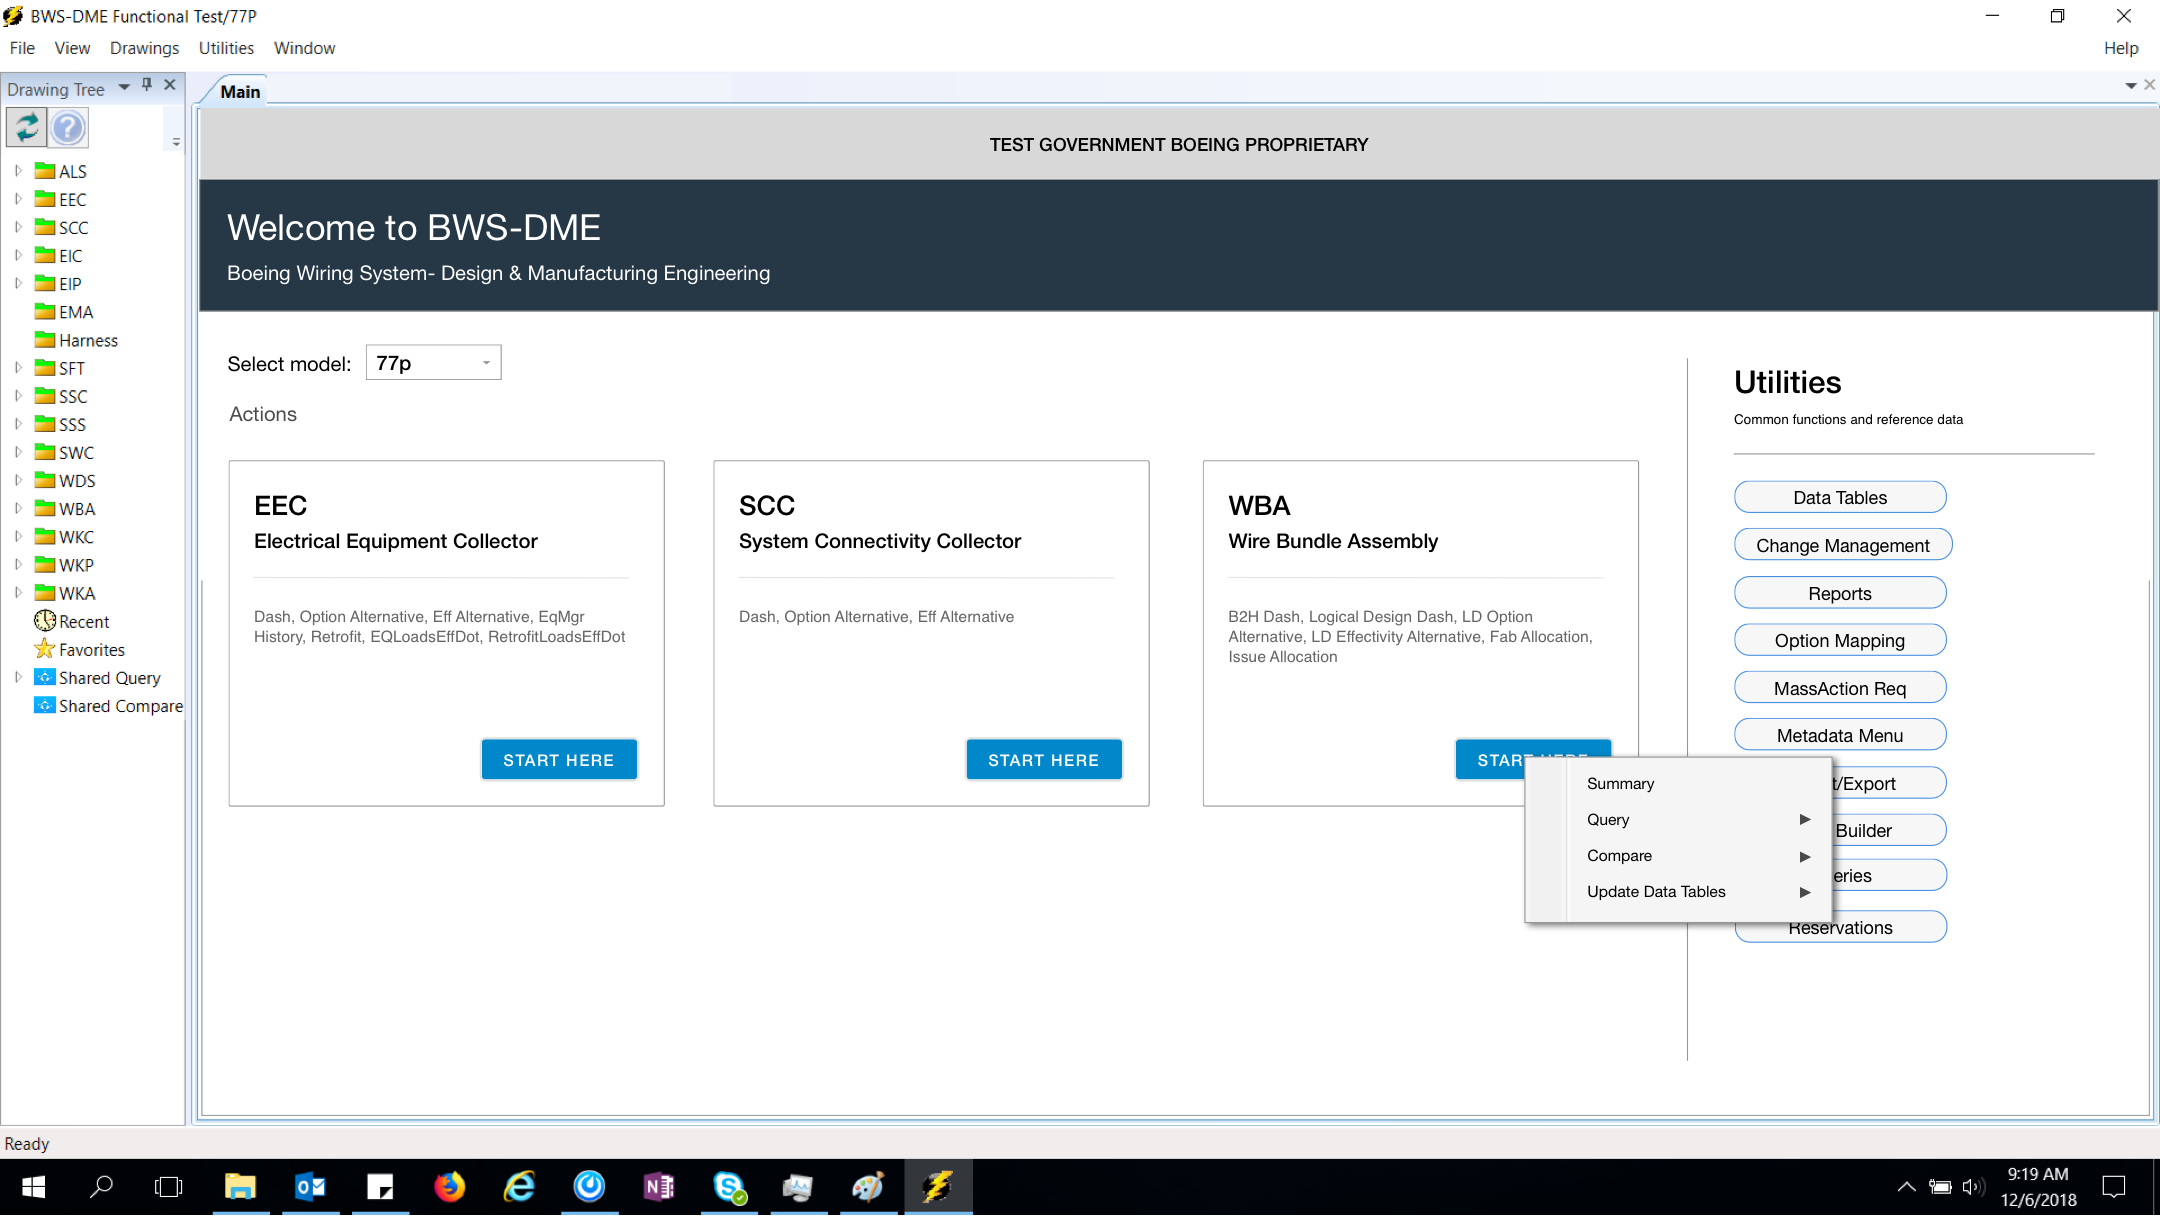 BWS-DME Functional Test/77P
File View Drawings Utilities Window Help
Drawing Tree
Main
ALS
EEC
SCC
EIC
EIP
EMA
Harness
SFT
SSC
SSS
SWC
WDS
WBA
WKC
WKP
WKA
Recent
Favorites
Shared Query
Shared Compare
TEST GOVERNMENT BOEING PROPRIETARY
Welcome to BWS-DME
Boeing Wiring System- Design & Manufacturing Engineering
Select model: 77p
Actions
EEC
Electrical Equipment Collector
Dash, Option Alternative, Eff Alternative, EqMgr
History, Retrofit, EQLoadsEffDot, RetrofitLoadsEffDot
START HERE
SCC
System Connectivity Collector
Dash, Option Alternative, Eff Alternative
START HERE
WBA
Wire Bundle Assembly
B2H Dash, Logical Design Dash, LD Option
Alternative, LD Effectivity Alternative, Fab Allocation,
Issue Allocation
START HERE
Summary
Query
Compare
Update Data Tables
Utilities
Common functions and reference data
Data Tables
Change Management
Reports
Option Mapping
MassAction Req
Metadata Menu
t/Export
Builder
eries
Reservations
Ready
9:19 AM
12/6/2018